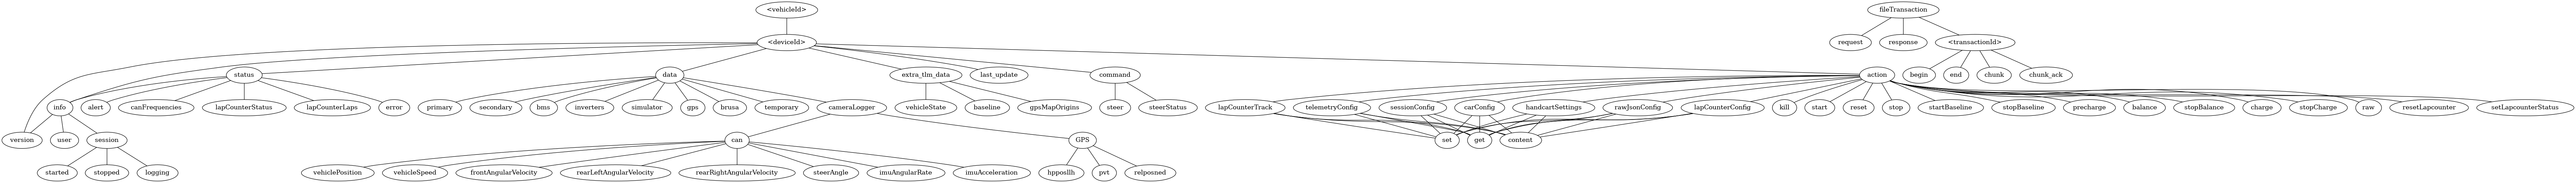 <vehicleId>
fileTransaction
<deviceId>
request
response
<transactionId>
status
data
extra_tlm_data
last_update
command
action
begin
end
chunk
chunk_ack
info
alert
canFrequencies
lapCounterStatus
lapCounterLaps
error
primary
secondary
bms
inverters
simulator
gps
brusa
temporary
cameraLogger
vehicleState
baseline
gpsMapOrigins
steer
steerStatus
lapCounterTrack
telemetryConfig
sessionConfig
carConfig
handcartSettings
rawJsonConfig
lapCounterConfig
kill
start
reset
stop
startBaseline
stopBaseline
precharge
balance
stopBalance
charge
stopCharge
raw
resetLapcounter
setLapcounterStatus
version
user
session
can
GPS
set
get
content
started
stopped
logging
vehiclePosition
vehicleSpeed
frontAngularVelocity
rearLeftAngularVelocity
rearRightAngularVelocity
steerAngle
imuAngularRate
imuAcceleration
hpposllh
pvt
relposned